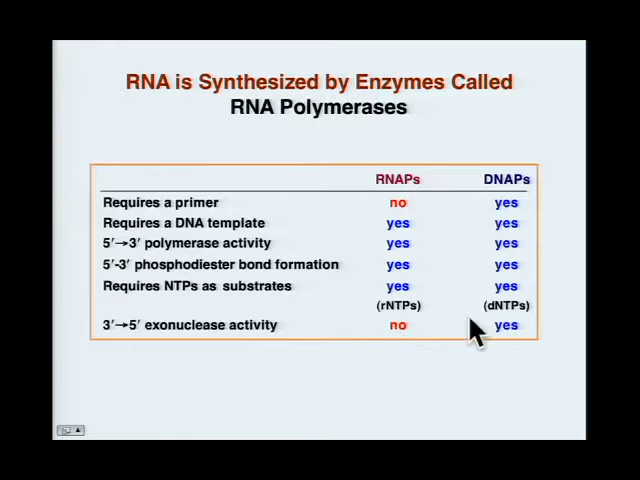 RNA is Synthesized by Enzymes Called
RNA Polymerases
RNAPs DNAPs
Requires a primer no yes
Requires a DNA template yes yes
5′→3′ polymerase activity yes yes
5′-3′ phosphodiester bond formation yes yes
Requires NTPs as substrates yes yes
(rNTPs) (dNTPs)
3′→5′ exonuclease activity no yes